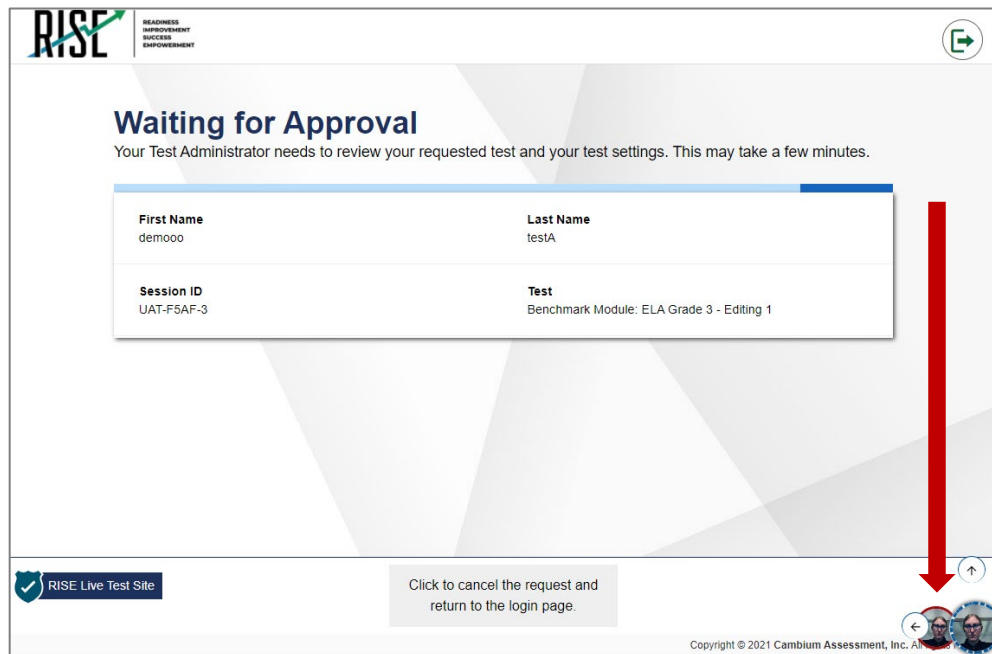 RISE
READINESS
IMPROVEMENT
SUCCESS
EMPOWERMENT
Waiting for Approval
Your Test Administrator needs to review your requested test and your test settings. This may take a few minutes.
First Name
demooo
Last Name
testA
Session ID
UAT-F5AF-3
Test
Benchmark Module: ELA Grade 3 - Editing 1
RISE Live Test Site
Click to cancel the request and
return to the login page.
Copyright © 2021 Cambium Assessment, Inc.